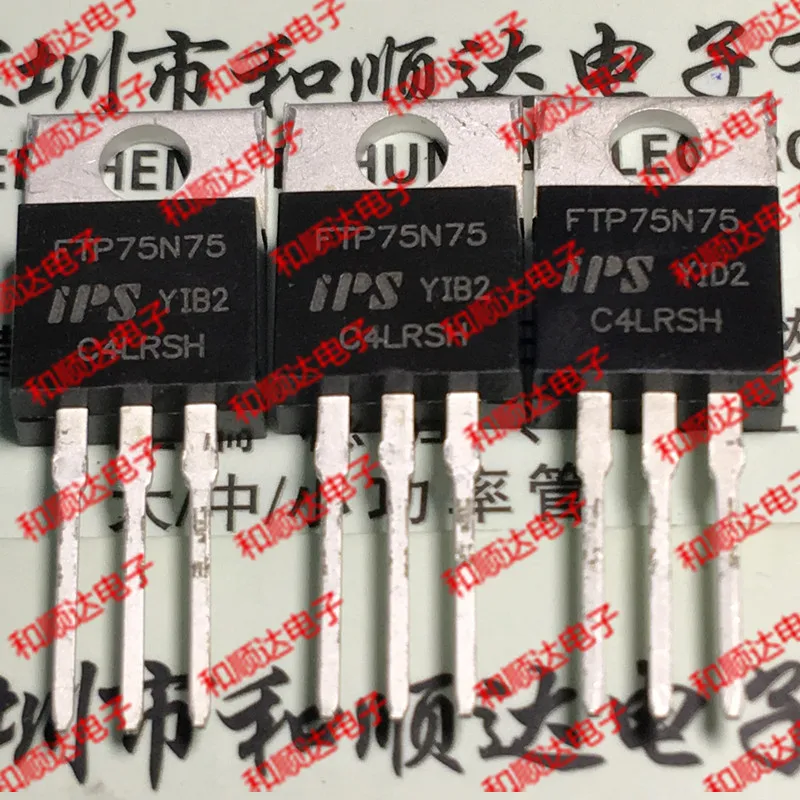 圳市和顺达电子
FTP75N75
iPS YIB2
C4LRSH
FTP75N75
iPS YIB2
C4LRSH
FTP75N75
iPS YID2
C4LRSH
大/中/小功率管
圳市和顺达电子
和顺达电子